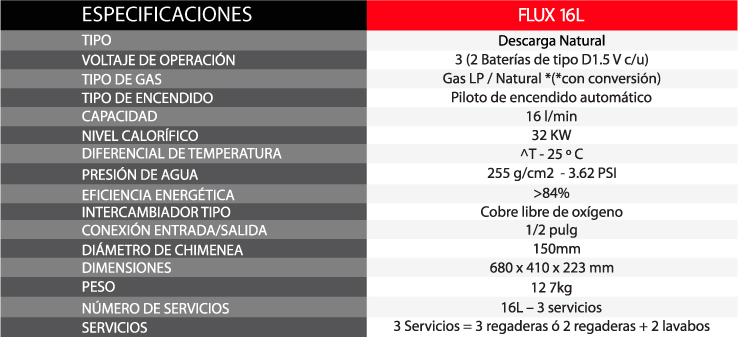 ESPECIFICACIONES FLUX 16L
TIPO Descarga Natural
VOLTAJE DE OPERACIÓN 3 (2 Baterías de tipo D1.5 V c/u)
TIPO DE GAS Gas LP / Natural *(*con conversión)
TIPO DE ENCENDIDO Piloto de encendido automático
CAPACIDAD 16 l/min
NIVEL CALORÍFICO 32 KW
DIFERENCIAL DE TEMPERATURA ^T - 25 º C
PRESIÓN DE AGUA 255 g/cm2 - 3.62 PSI
EFICIENCIA ENERGÉTICA >84%
INTERCAMBIADOR TIPO Cobre libre de oxígeno
CONEXIÓN ENTRADA/SALIDA 1/2 pulg
DIÁMETRO DE CHIMENEA 150mm
DIMENSIONES 680 x 410 x 223 mm
PESO 12 7kg
NÚMERO DE SERVICIOS 16L – 3 servicios
SERVICIOS 3 Servicios = 3 regaderas ó 2 regaderas + 2 lavabos